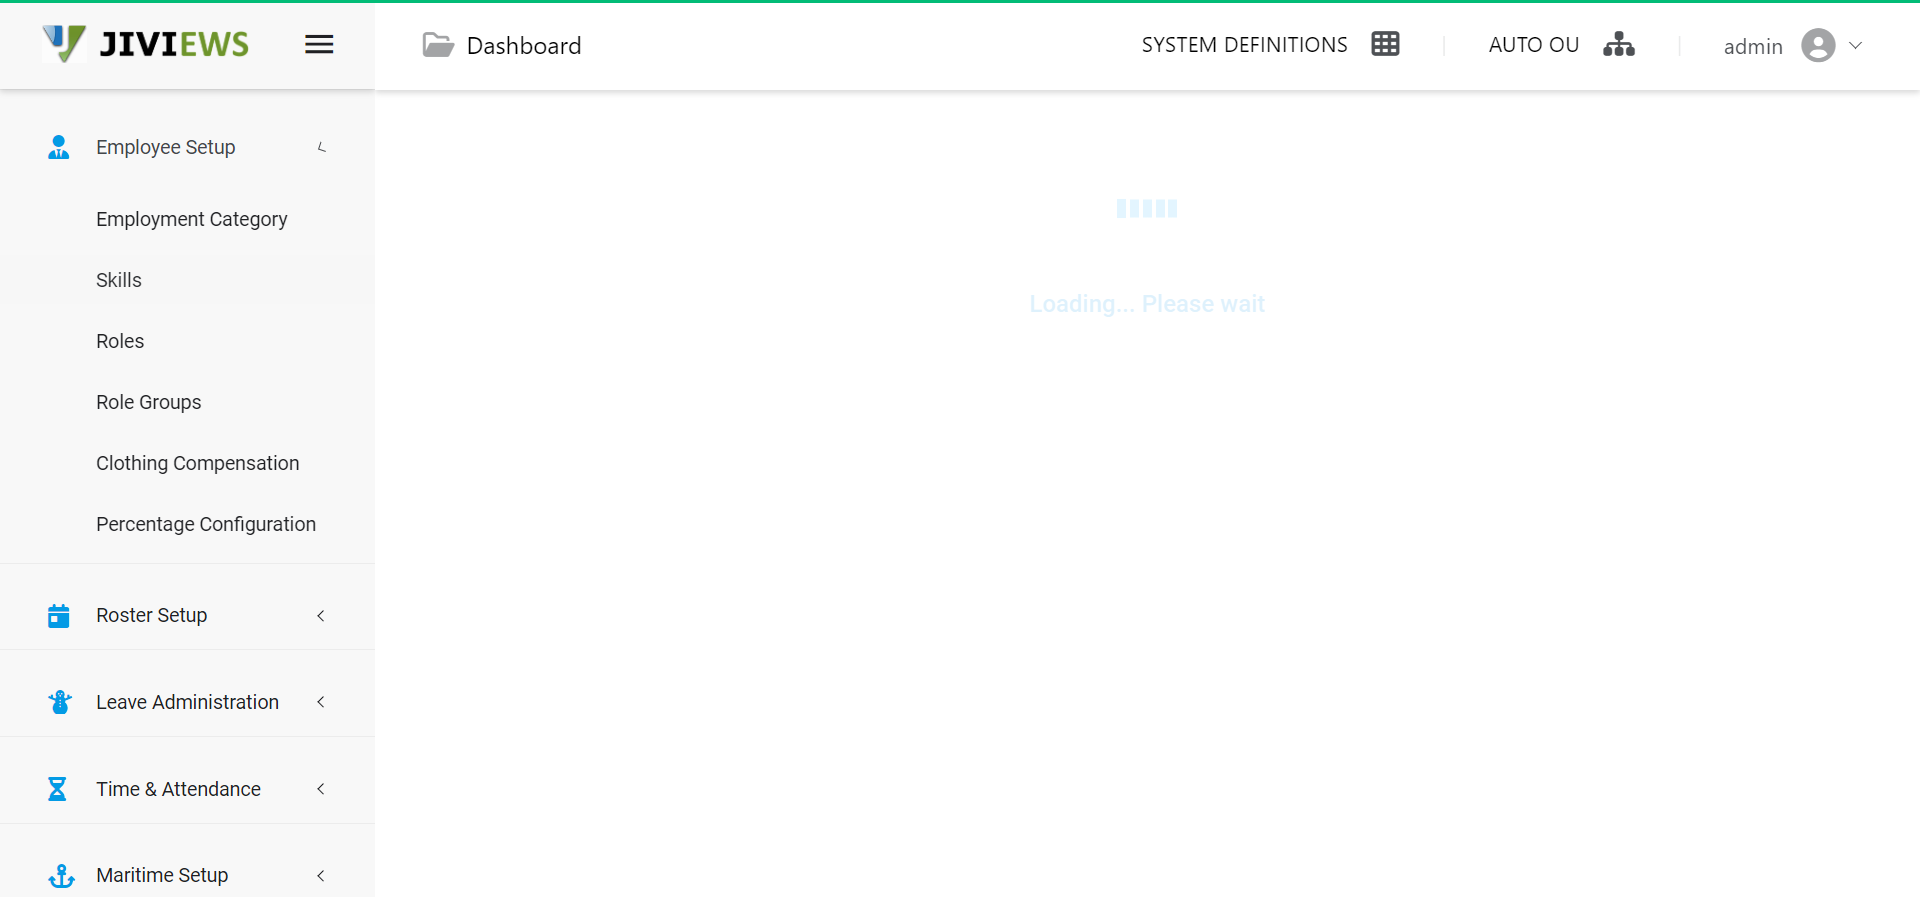 JIVIEWS
Dashboard
SYSTEM DEFINITIONS
AUTO OU
admin
Employee Setup
Employment Category
Skills
Roles
Role Groups
Clothing Compensation
Percentage Configuration
Roster Setup
Leave Administration
Time & Attendance
Maritime Setup
Loading... Please wait